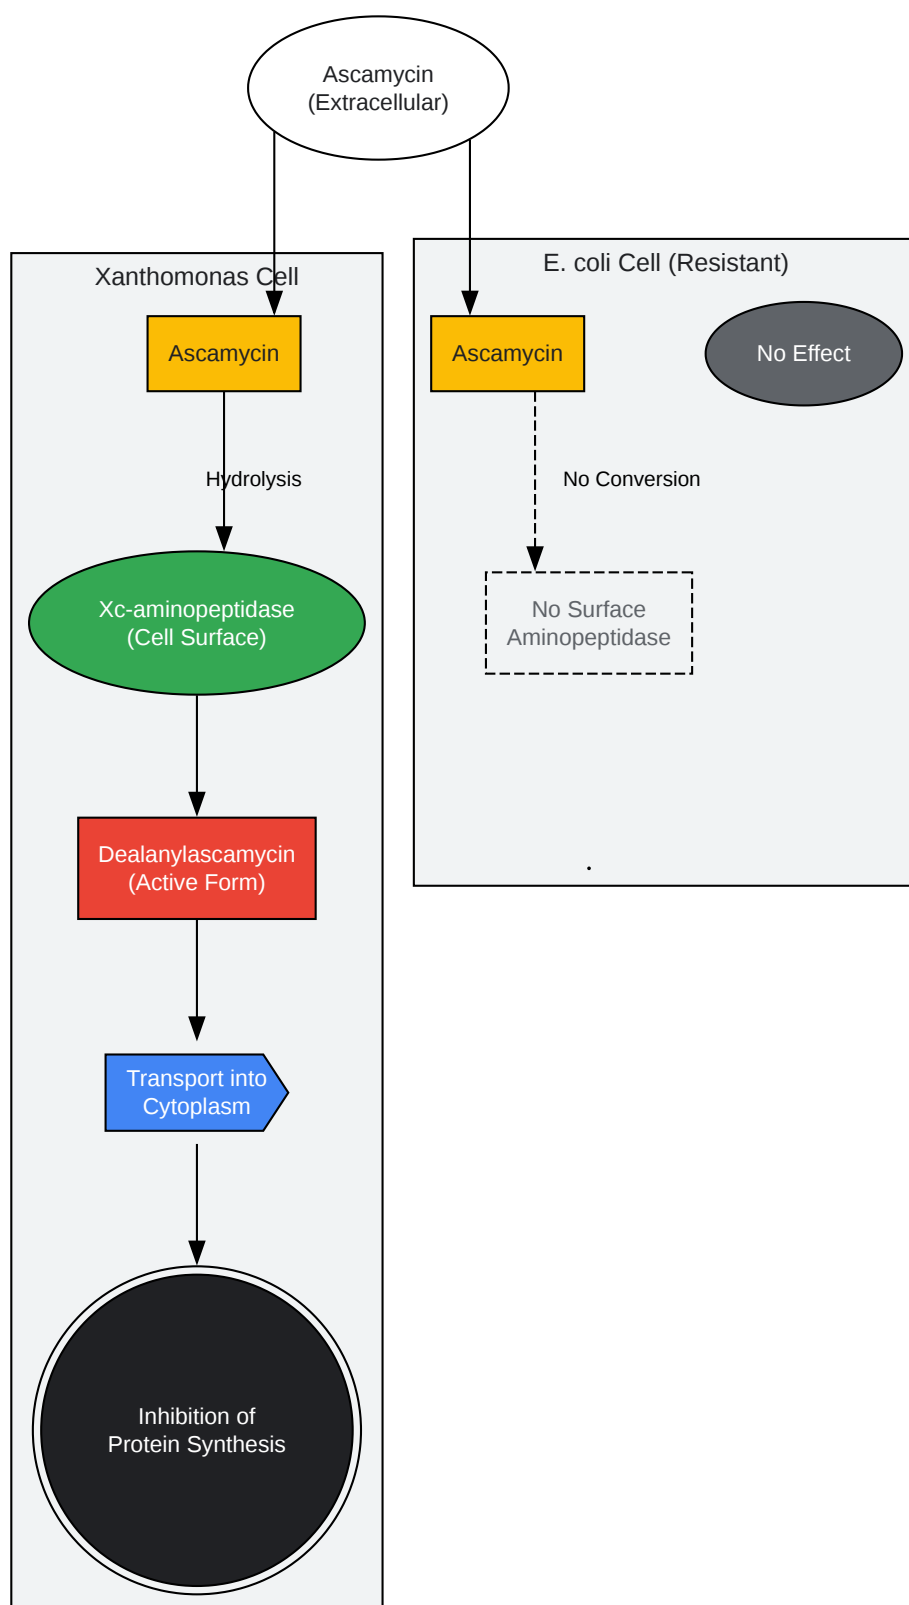 Ascamycin
(Extracellular)
Xanthomonas Cell
Ascamycin
Hydrolysis
Xc-aminopeptidase
(Cell Surface)
Dealanylascamycin
(Active Form)
Transport into
Cytoplasm
Inhibition of
Protein Synthesis
E. coli Cell (Resistant)
Ascamycin
No Effect
No Conversion
No Surface
Aminopeptidase
.